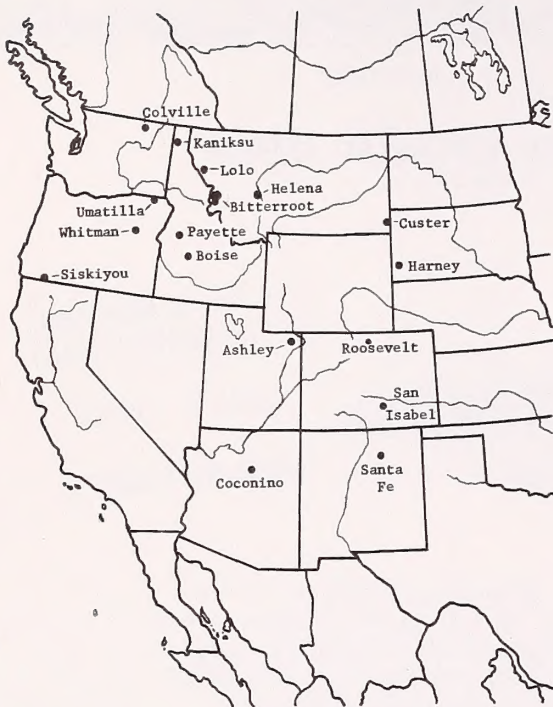 Colville
Kaniksu
Lolo
Helena
Bitterroot
Umatilla
Whitman
Payette
Custer
Boise
Harney
Siskiyou
Ashley
Roosevelt
San
Isabel
Coconino
Santa
Fe